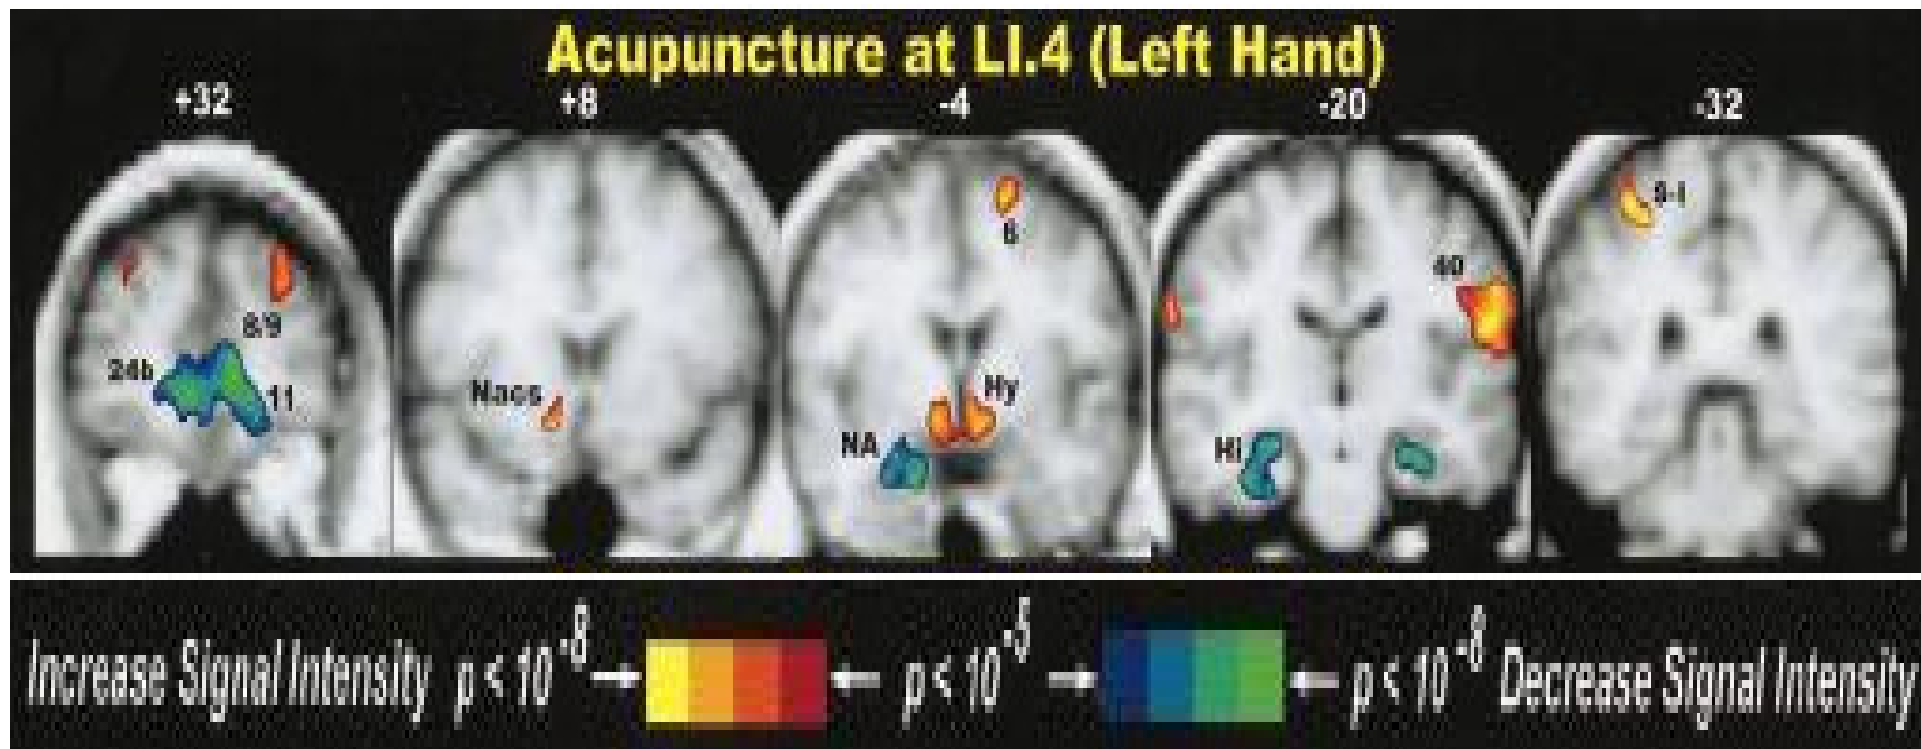 Acupuncture at LI.4 (Left Hand)
+32 +8 -4 -20 -32
6
40
8/9
24b
11
Nacs
Hy
NA
Hi
Increase Signal Intensity p < 10 -8 → ← p < 10 -5 → ← p < 10 -8 Decrease Signal Intensity